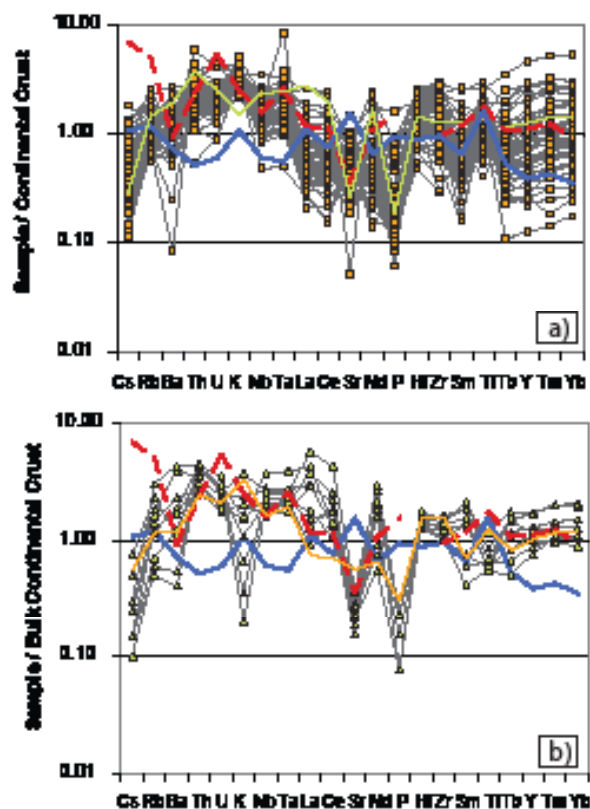 10.00
1.00
0.10
0.01
Sample / Continental Crust
a)
Cs Rb Ba Th U K Nb Ta La Ce Sr Nd P Hf Zr Sm Ti Tb Y Tm Yb
10.00
1.00
0.10
0.01
Sample / Bulk Continental Crust
b)
Cs Rb Ba Th U K Nb Ta La Ce Sr Nd P Hf Zr Sm Ti Tb Y Tm Yb